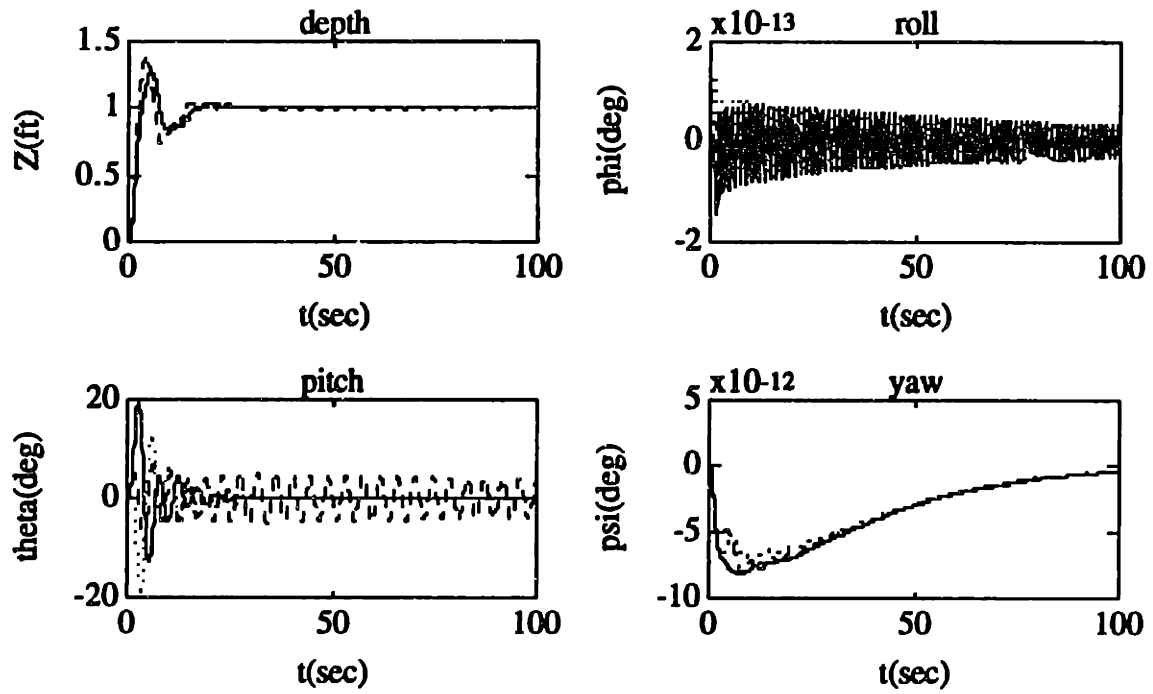 depth
1.5
1
0.5
0
Z(ft)
0 50 100
t(sec)
x10-13 roll
2
0
-2
phi(deg)
0 50 100
t(sec)
pitch
20
0
-20
theta(deg)
0 50 100
t(sec)
x10-12 yaw
5
0
-5
-10
psi(deg)
0 50 100
t(sec)